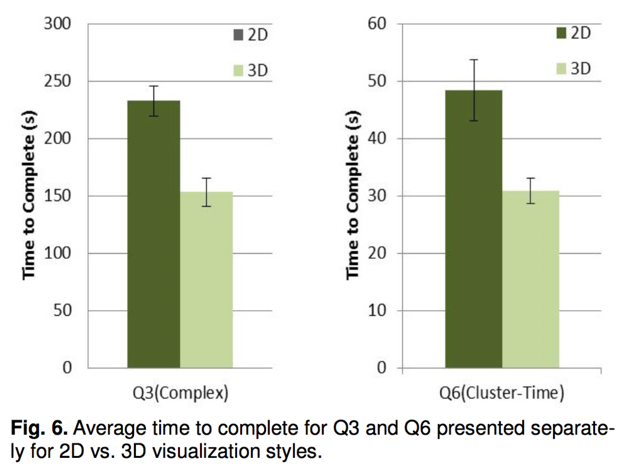 300
250
200
150
100
50
0
Time to Complete (s)
2D
3D
Q3(Complex)
60
50
40
30
20
10
0
Time to Complete (s)
2D
3D
Q6(Cluster-Time)
Fig. 6. Average time to complete for Q3 and Q6 presented separate-
ly for 2D vs. 3D visualization styles.